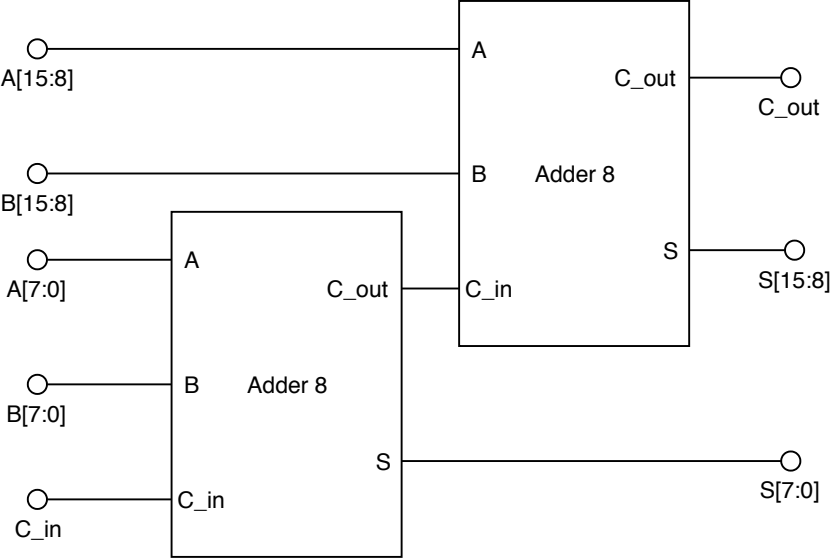 A
A[15:8]
C_out
C_out
B
Adder 8
B[15:8]
S
S[15:8]
C_in
A
A[7:0]
C_out
B
Adder 8
B[7:0]
S
S[7:0]
C_in
C_in